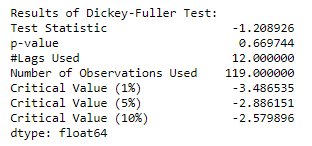 Results of Dickey-Fuller Test:
Test Statistic -1.208926
p-value 0.669744
#Lags Used 12.000000
Number of Observations Used 119.000000
Critical Value (1%) -3.486535
Critical Value (5%) -2.886151
Critical Value (10%) -2.579896
dtype: float64